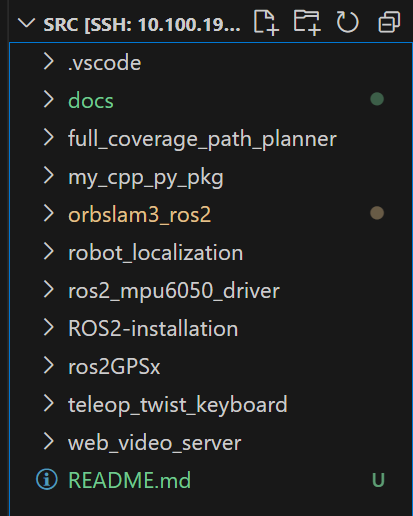 SRC [SSH: 10.100.19...
.vscode
docs
full_coverage_path_planner
my_cpp_py_pkg
orbslam3_ros2
robot_localization
ros2_mpu6050_driver
ROS2-installation
ros2GPSx
teleop_twist_keyboard
web_video_server
README.md U